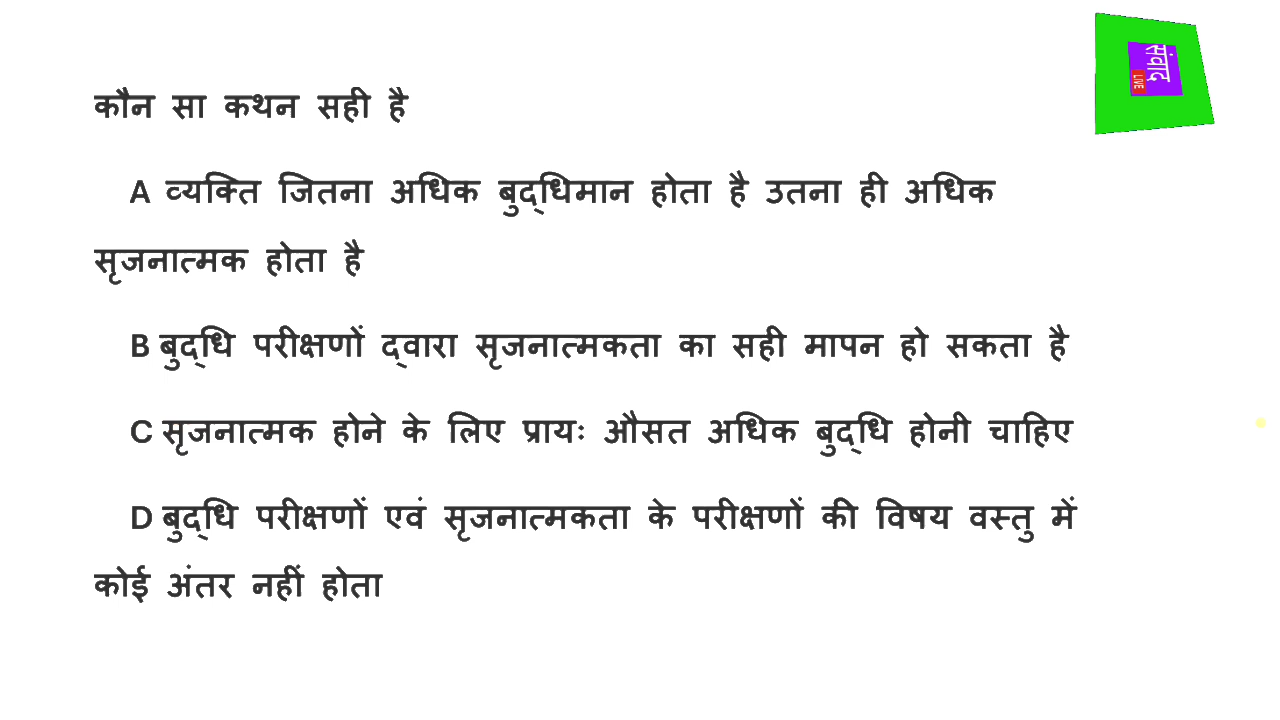 संवाद
LIVE
कौन सा कथन सही है
A व्यक्ति जितना अधिक बुद्धिमान होता है उतना ही अधिक
सृजनात्मक होता है
B बुद्धि परीक्षणों द्वारा सृजनात्मकता का सही मापन हो सकता है
C सृजनात्मक होने के लिए प्रायः औसत अधिक बुद्धि होनी चाहिए
D बुद्धि परीक्षणों एवं सृजनात्मकता के परीक्षणों की विषय वस्तु में
कोई अंतर नहीं होता